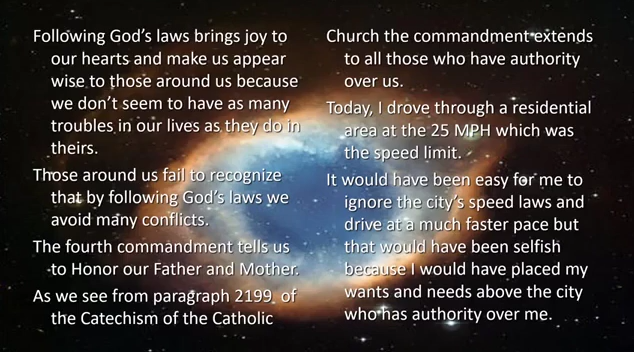 Following God's laws brings joy to
our hearts and make us appear
wise to those around us because
we don't seem to have as many
troubles in our lives as they do in
theirs.
Those around us fail to recognize
that by following God's laws we
avoid many conflicts.
The fourth commandment tells us
to Honor our Father and Mother.
As we see from paragraph 2199 of
the Catechism of the Catholic
Church the commandment extends
to all those who have authority
over us.
Today, I drove through a residential
area at the 25 MPH which was
the speed limit.
It would have been easy for me to
ignore the city's speed laws and
drive at a much faster pace but
that would have been selfish
because I would have placed my
wants and needs above the city
who has authority over me.